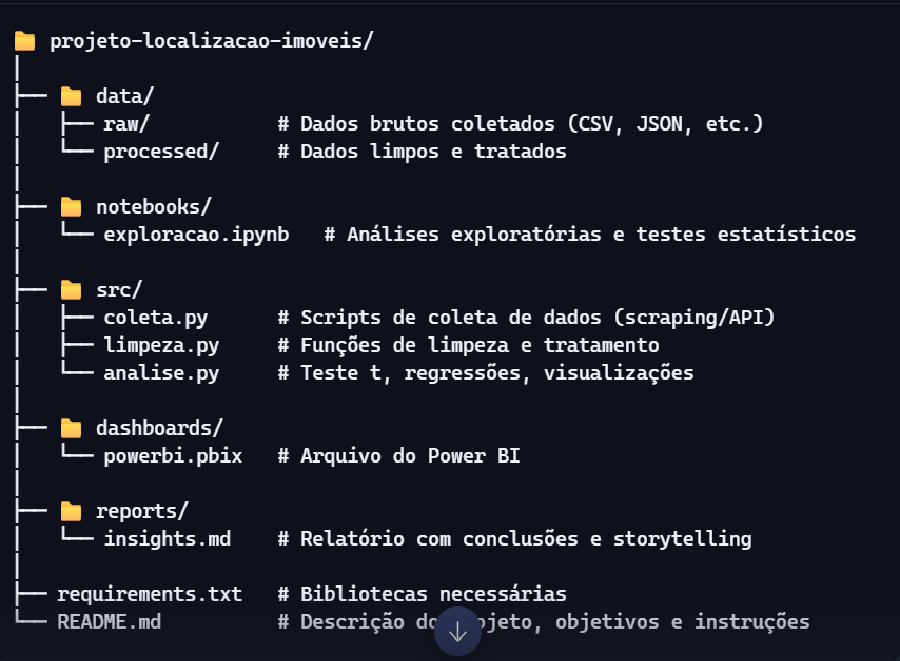 projeto-localizacao-imoveis/
├── data/
├── raw/ # Dados brutos coletados (CSV, JSON, etc.)
└── processed/ # Dados limpos e tratados
├── notebooks/
└── exploracao.ipynb # Análises exploratórias e testes estatísticos
├── src/
├── coleta.py # Scripts de coleta de dados (scraping/API)
├── limpeza.py # Funções de limpeza e tratamento
└── analise.py # Teste t, regressões, visualizações
├── dashboards/
└── powerbi.pbix # Arquivo do Power BI
├── reports/
└── insights.md # Relatório com conclusões e storytelling
├── requirements.txt # Bibliotecas necessárias
└── README.md # Descrição objetivos e instruções